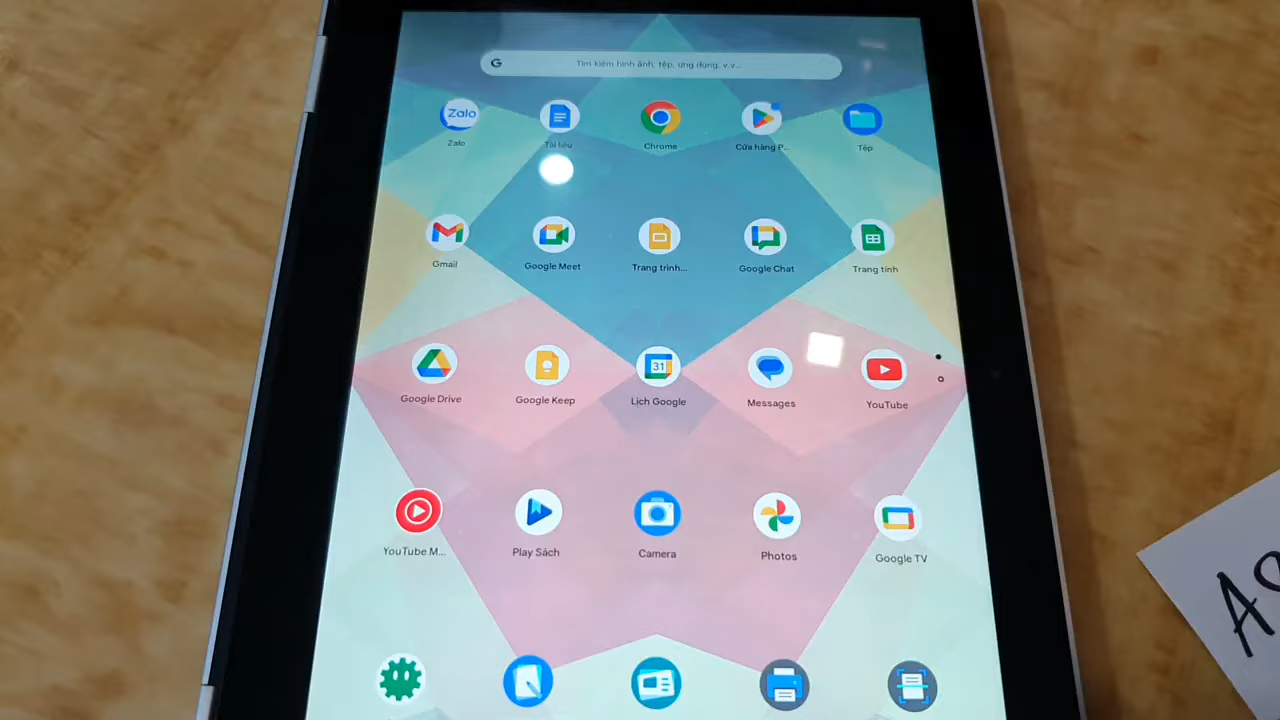 G Tìm kiếm hình ảnh, tệp, ứng dụng, v.v...
Zalo
Zalo Tài liệu Chrome Cửa hàng P... Tệp
Gmail Google Meet Trang trình... Google Chat Trang tính
31
Google Drive Google Keep Lịch Google Messages YouTube
YouTube M... Play Sách Camera Photos Google TV